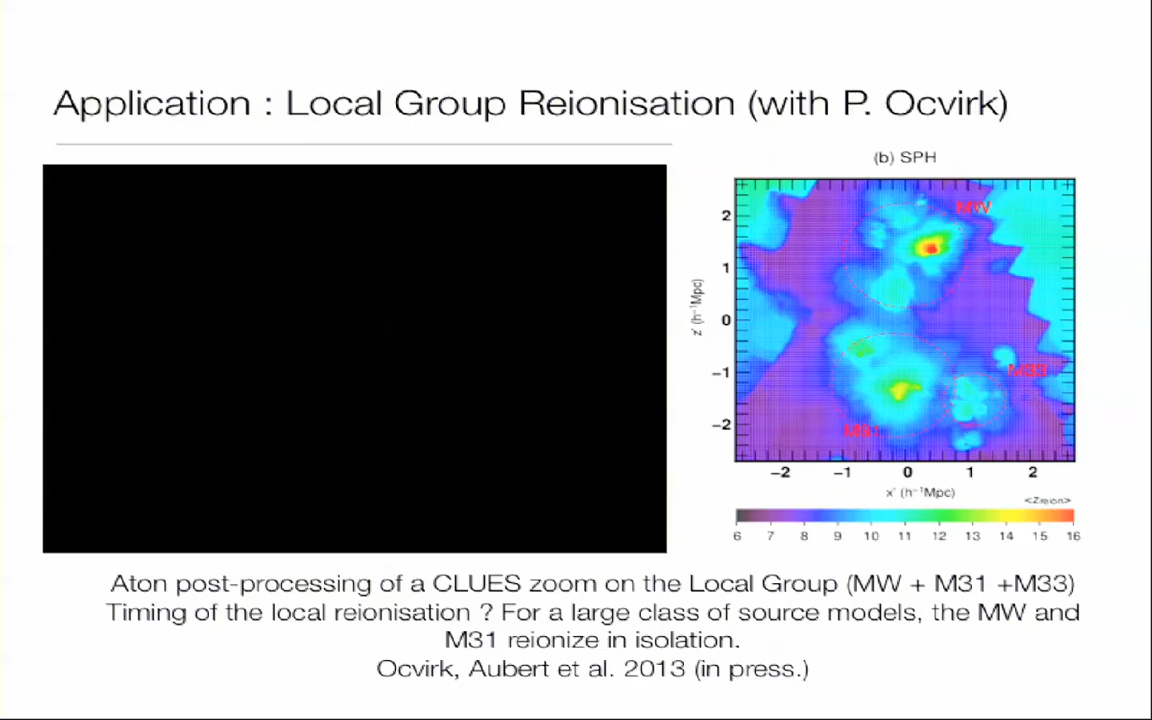 Application : Local Group Reionisation (with P. Ocvirk)
(b) SPH
MW
M33
M31
2
1
0
−1
−2
z' (h⁻¹Mpc)
−2 −1 0 1 2
x' (h⁻¹Mpc)
<Zreion>
6 7 8 9 10 11 12 13 14 15 16
Aton post-processing of a CLUES zoom on the Local Group (MW + M31 +M33)
Timing of the local reionisation ? For a large class of source models, the MW and
M31 reionize in isolation.
Ocvirk, Aubert et al. 2013 (in press.)